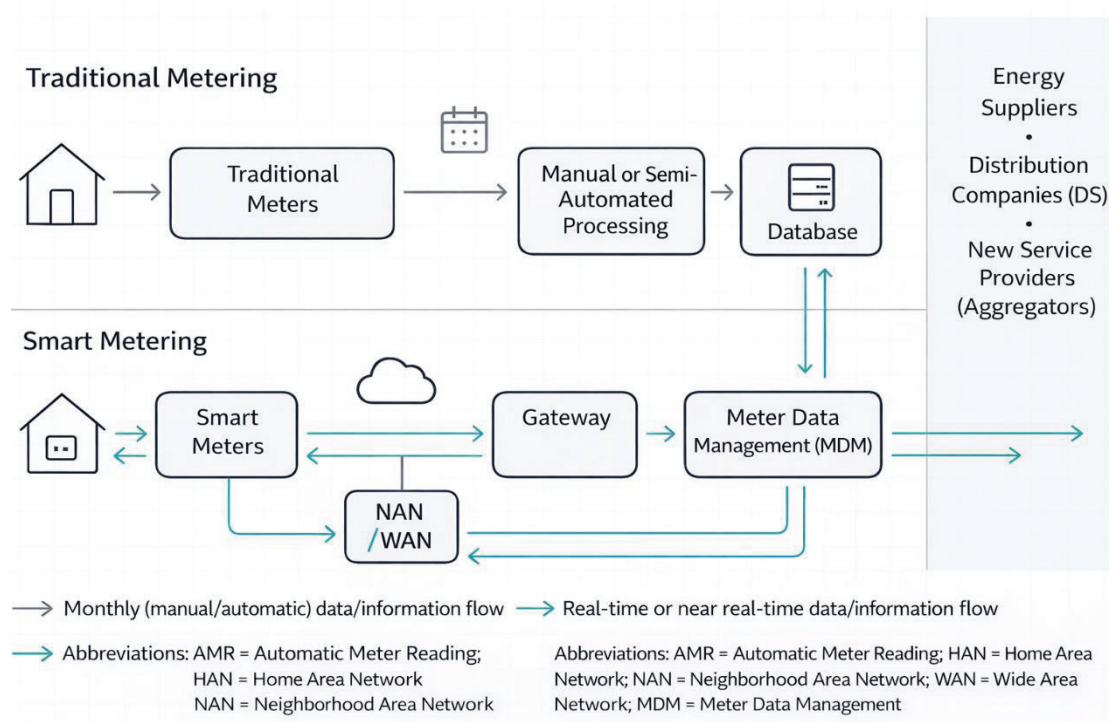 Traditional Metering
Traditional
Meters
Manual or Semi-
Automated
Processing
Database
Energy
Suppliers
•
Distribution
Companies (DS)
•
New Service
Providers
(Aggregators)
Smart Metering
Smart
Meters
Gateway
Meter Data
Management (MDM)
NAN
/WAN
Monthly (manual/automatic) data/information flow
Real-time or near real-time data/information flow
Abbreviations: AMR = Automatic Meter Reading;
HAN = Home Area Network
NAN = Neighborhood Area Network
Abbreviations: AMR = Automatic Meter Reading; HAN = Home Area
Network; NAN = Neighborhood Area Network; WAN = Wide Area
Network; MDM = Meter Data Management